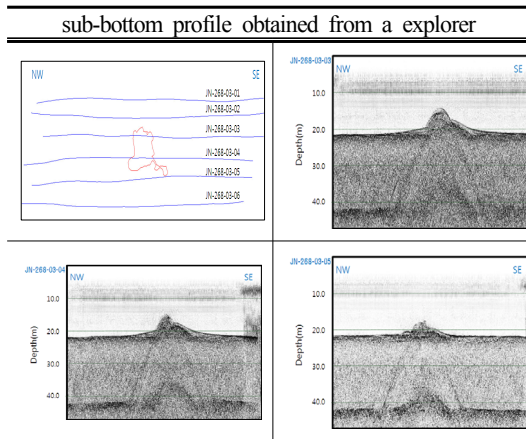 sub-bottom profile obtained from a explorer
NW SE
JN-268-03-01
JN-268-03-02
JN-268-03-03
JN-268-03-04
JN-268-03-05
JN-268-03-06
JN-268-03-03
NW SE
10.0
20.0
30.0
40.0
Depth(m)
JN-268-03-04
NW SE
10.0
20.0
30.0
40.0
Depth(m)
JN-268-03-05
NW SE
10.0
20.0
30.0
40.0
Depth(m)